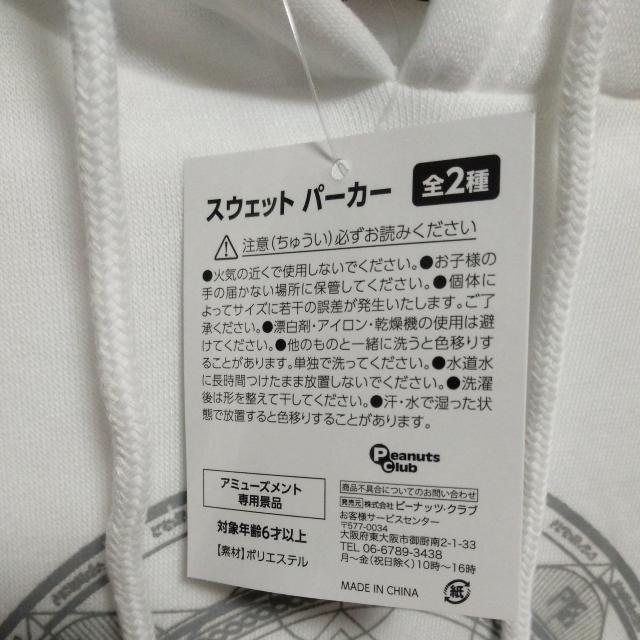 スウェット パーカー 全2種
注意(ちゅうい)必ずお読みください
●火気の近くで使用しないでください。●お子様の
手の届かない場所に保管してください。●個体に
よってサイズに若干の誤差が発生いたします。ご了
承ください。●漂白剤・アイロン・乾燥機の使用は避
けてください。●他のものと一緒に洗うと色移りす
ることがあります。単独で洗ってください。●水道水
に長時間つけたまま放置しないでください。●洗濯
後は形を整えて干してください。●汗・水で湿った状
態で放置すると色移りすることがあります。
Peanuts
Club
アミューズメント
専用景品
対象年齢6才以上
【素材】ポリエステル
商品不具合についてのお問い合わせ
発売元 株式会社 ピーナッツ・クラブ
お客様サービスセンター
〒577-0034
大阪府東大阪市御厨南2-1-33
TEL 06-6789-3438
月~金(祝日除く)10時~16時
MADE IN CHINA
紙